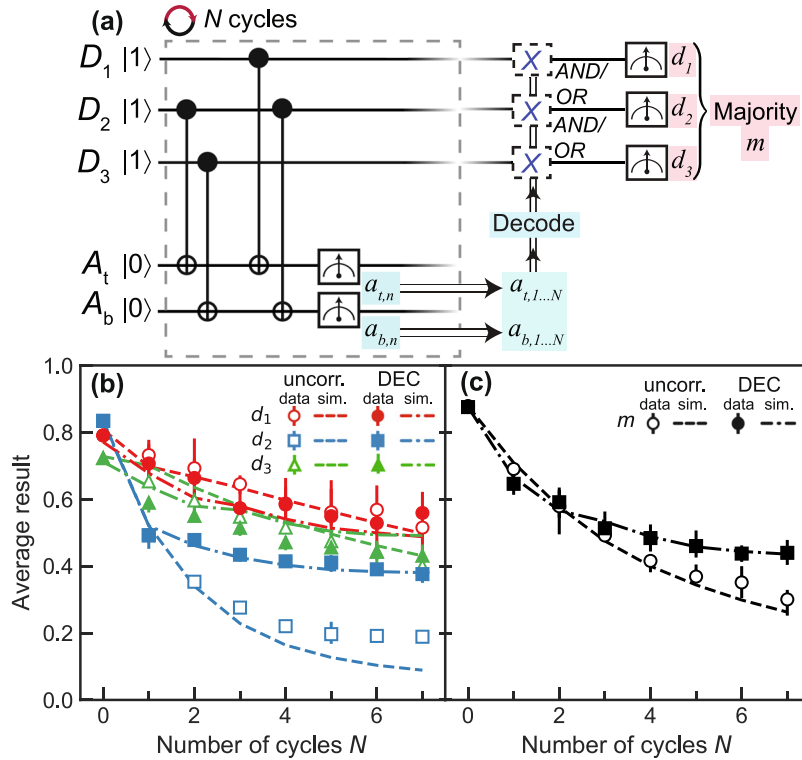 (a) N cycles
D1 |1⟩ X AND/ d1
OR
D2 |1⟩ X AND/ d2 Majority
OR m
D3 |1⟩ X d3
Decode
At |0⟩ at,n at,1...N
Ab |0⟩ ab,n ab,1...N
(b) uncorr. DEC
data sim. data sim.
d1
d2
d3
(c) uncorr. DEC
data sim. data sim.
m
Average result
1.0
0.8
0.6
0.4
0.2
0.0
0 2 4 6
Number of cycles N
0 2 4 6
Number of cycles N